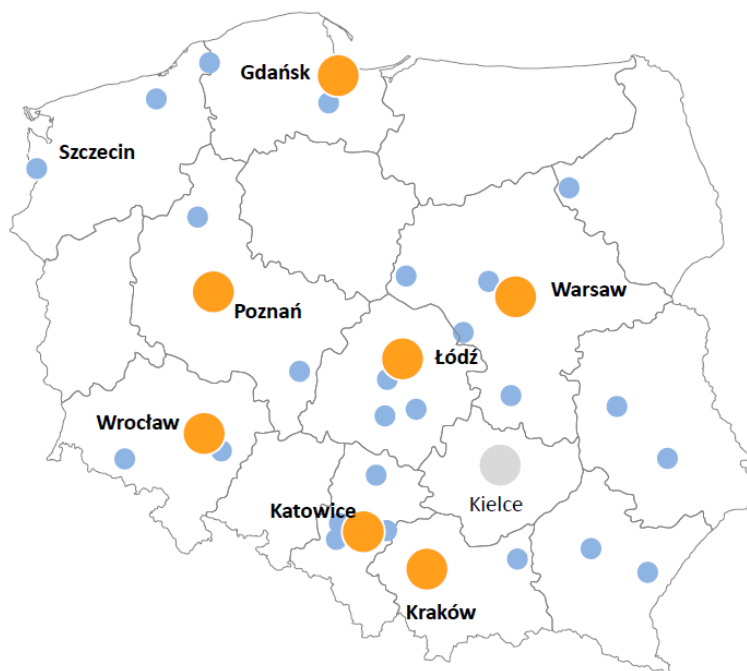 Gdańsk
Szczecin
Warsaw
Poznań
Łódź
Wrocław
Kielce
Katowice
Kraków